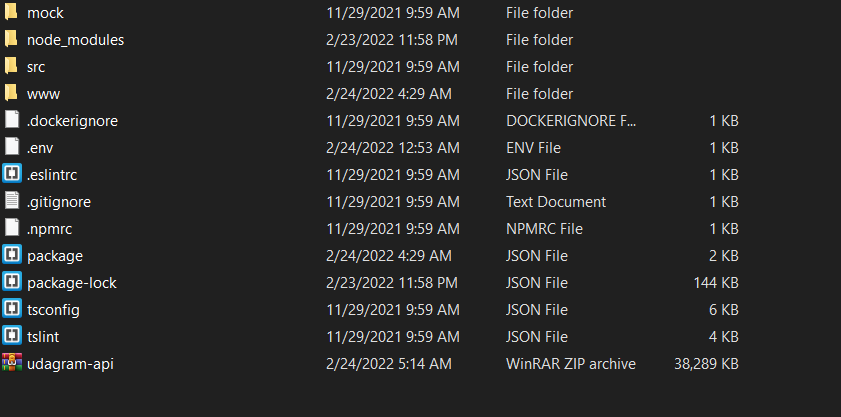 mock 11/29/2021 9:59 AM File folder
node_modules 2/23/2022 11:58 PM File folder
src 11/29/2021 9:59 AM File folder
www 2/24/2022 4:29 AM File folder
.dockerignore 11/29/2021 9:59 AM DOCKERIGNORE F... 1 KB
.env 2/24/2022 12:53 AM ENV File 1 KB
.eslintrc 11/29/2021 9:59 AM JSON File 1 KB
.gitignore 11/29/2021 9:59 AM Text Document 1 KB
.npmrc 11/29/2021 9:59 AM NPMRC File 1 KB
package 2/24/2022 4:29 AM JSON File 2 KB
package-lock 2/23/2022 11:58 PM JSON File 144 KB
tsconfig 11/29/2021 9:59 AM JSON File 6 KB
tslint 11/29/2021 9:59 AM JSON File 4 KB
udagram-api 2/24/2022 5:14 AM WinRAR ZIP archive 38,289 KB